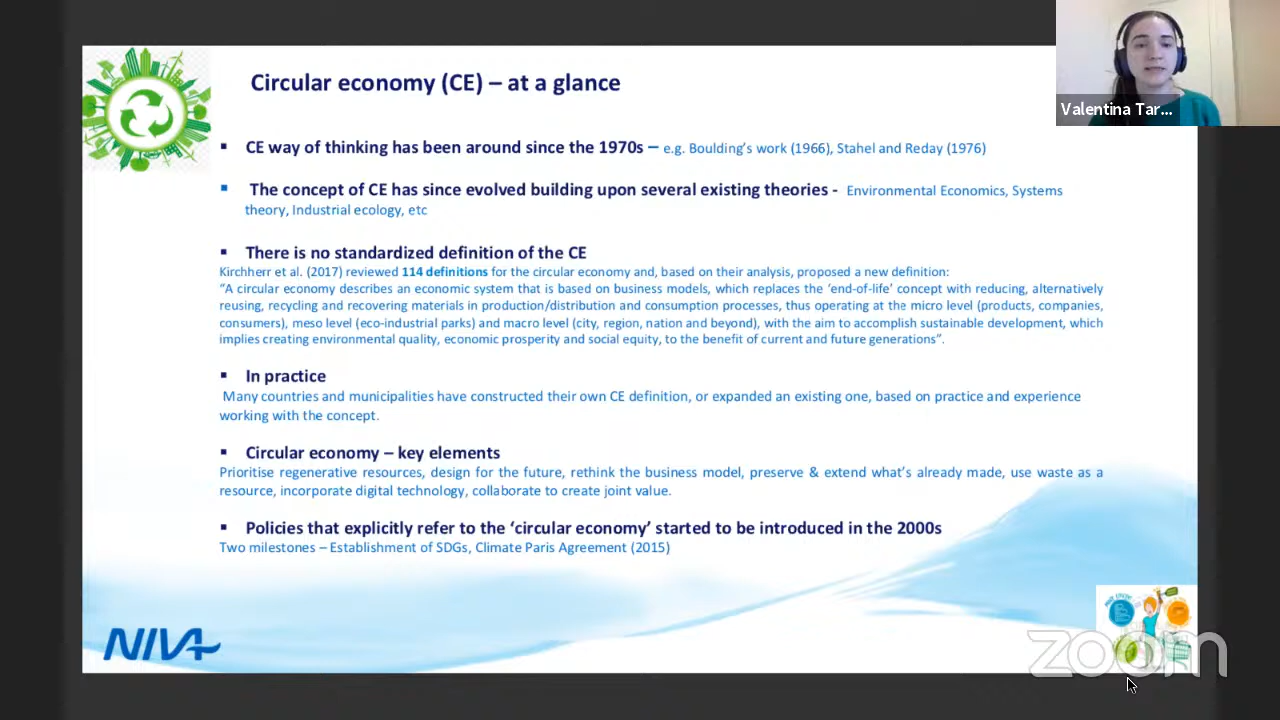 Circular economy (CE) – at a glance
Valentina Tar...
▪ CE way of thinking has been around since the 1970s – e.g. Boulding's work (1966), Stahel and Reday (1976)
▪ The concept of CE has since evolved building upon several existing theories - Environmental Economics, Systems
theory, Industrial ecology, etc
▪ There is no standardized definition of the CE
Kirchherr et al. (2017) reviewed 114 definitions for the circular economy and, based on their analysis, proposed a new definition:
“A circular economy describes an economic system that is based on business models, which replaces the ‘end-of-life’ concept with reducing, alternatively
reusing, recycling and recovering materials in production/distribution and consumption processes, thus operating at the micro level (products, companies,
consumers), meso level (eco-industrial parks) and macro level (city, region, nation and beyond), with the aim to accomplish sustainable development, which
implies creating environmental quality, economic prosperity and social equity, to the benefit of current and future generations”.
▪ In practice
Many countries and municipalities have constructed their own CE definition, or expanded an existing one, based on practice and experience
working with the concept.
▪ Circular economy – key elements
Prioritise regenerative resources, design for the future, rethink the business model, preserve & extend what's already made, use waste as a
resource, incorporate digital technology, collaborate to create joint value.
▪ Policies that explicitly refer to the ‘circular economy’ started to be introduced in the 2000s
Two milestones – Establishment of SDGs, Climate Paris Agreement (2015)
NIVA
zoom